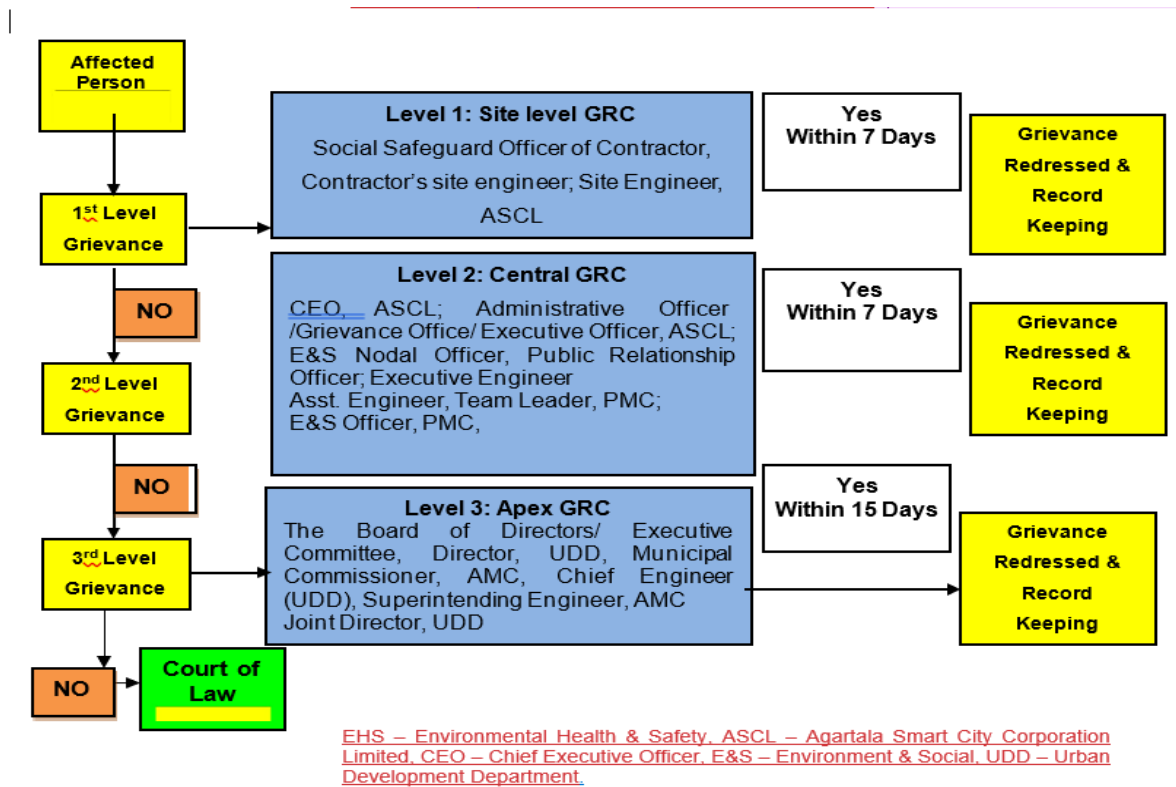 Affected
Person
Level 1: Site level GRC
Social Safeguard Officer of Contractor,
Contractor's site engineer; Site Engineer,
ASCL
Yes
Within 7 Days
Grievance
Redressed &
Record
Keeping
1st Level
Grievance
NO
Level 2: Central GRC
CEO, ASCL; Administrative Officer
/Grievance Office/ Executive Officer, ASCL;
E&S Nodal Officer, Public Relationship
Officer; Executive Engineer
Asst. Engineer, Team Leader, PMC;
E&S Officer, PMC,
Yes
Within 7 Days
Grievance
Redressed &
Record
Keeping
2nd Level
Grievance
NO
Level 3: Apex GRC
The Board of Directors/ Executive
Committee, Director, UDD, Municipal
Commissioner, AMC, Chief Engineer
(UDD), Superintending Engineer, AMC
Joint Director, UDD
Yes
Within 15 Days
Grievance
Redressed &
Record
Keeping
3rd Level
Grievance
NO
Court of
Law
EHS – Environmental Health & Safety, ASCL – Agartala Smart City Corporation
Limited, CEO – Chief Executive Officer, E&S – Environment & Social, UDD – Urban
Development Department.